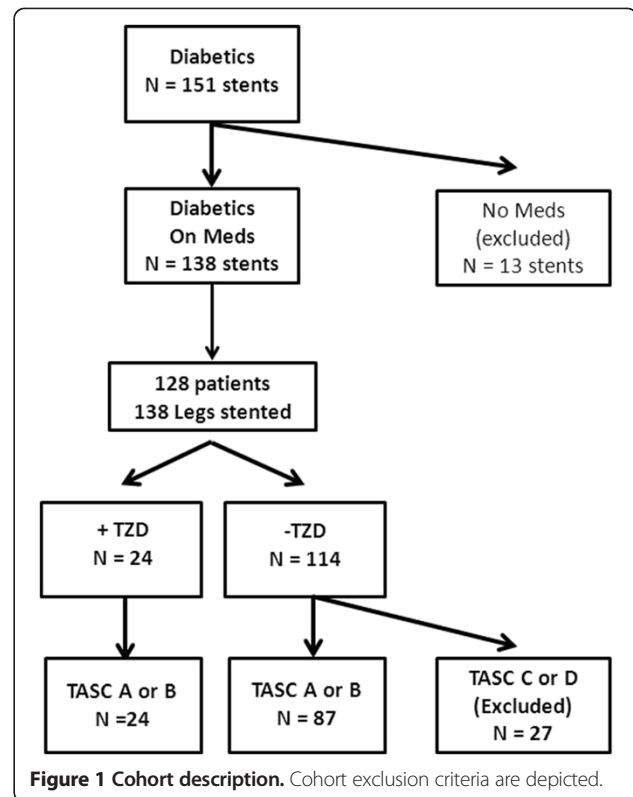 Diabetics
N = 151 stents
Diabetics
On Meds
N = 138 stents
No Meds
(excluded)
N = 13 stents
128 patients
138 Legs stented
+ TZD
N = 24
-TZD
N = 114
TASC A or B
N =24
TASC A or B
N = 87
TASC C or D
(Excluded)
N = 27
Figure 1 Cohort description. Cohort exclusion criteria are depicted.